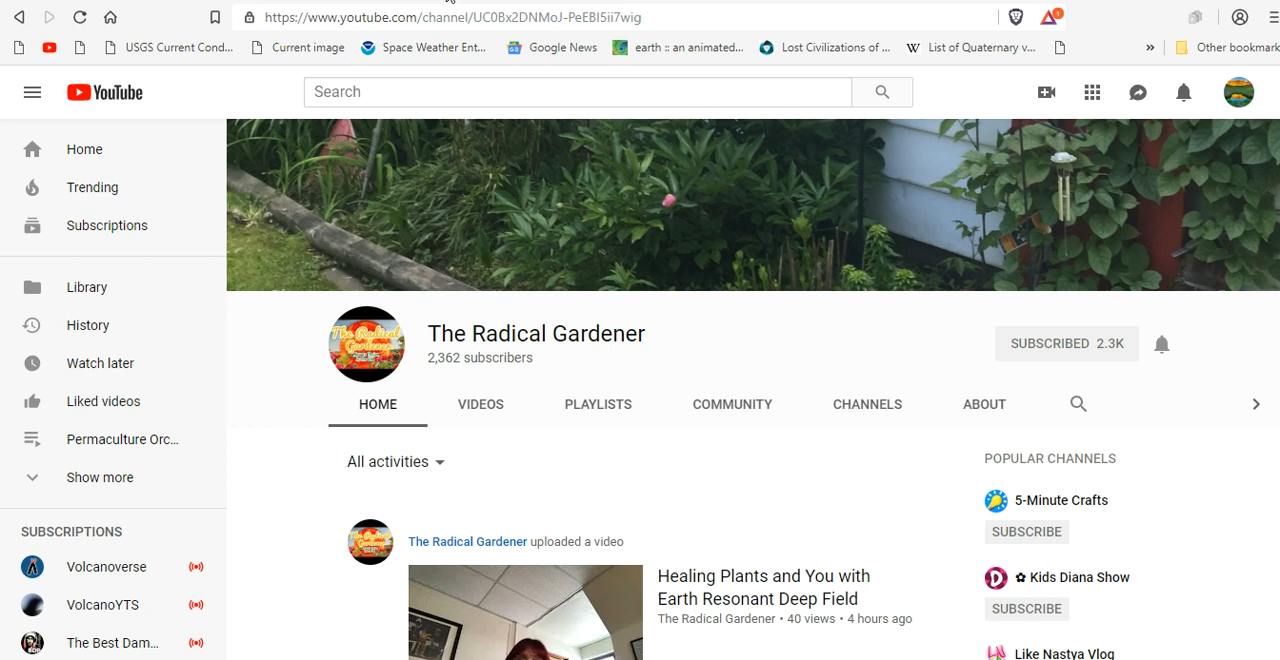 https://www.youtube.com/channel/UC0Bx2DNMoJ-PeEBI5ii7wig
1
USGS Current Cond...
Current image
Space Weather Ent...
Google News
earth :: an animated...
Lost Civilizations of ...
W
List of Quaternary v...
»
Other bookmark
YouTube
Search
Home
Trending
Subscriptions
Library
History
Watch later
Liked videos
Permaculture Orc...
Show more
SUBSCRIPTIONS
Volcanoverse
VolcanoYTS
The Best Dam...
The Radical
Gardener
The Radical Gardener
2,362 subscribers
SUBSCRIBED 2.3K
HOME
VIDEOS
PLAYLISTS
COMMUNITY
CHANNELS
ABOUT
All activities
The Radical Gardener uploaded a video
Healing Plants and You with
Earth Resonant Deep Field
The Radical Gardener • 40 views • 4 hours ago
POPULAR CHANNELS
5-Minute Crafts
SUBSCRIBE
✿ Kids Diana Show
SUBSCRIBE
Like Nastya Vlog